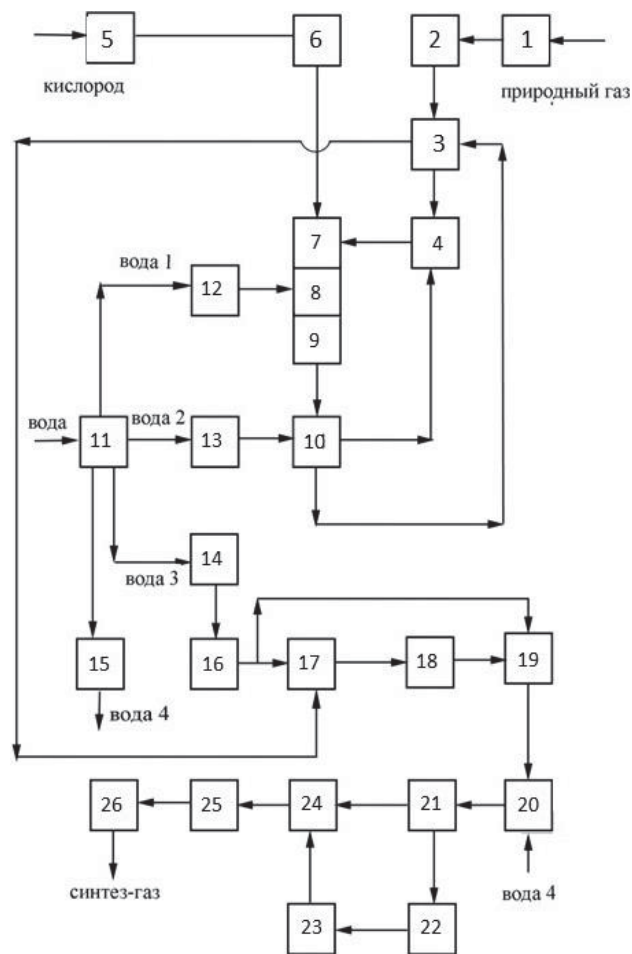 5
6
2
1
кислород
природный газ
3
7
4
вода 1
12
8
9
вода
11
вода 2
13
10
14
вода 3
15
16
17
18
19
вода 4
26
25
24
21
20
синтез-газ
23
22
вода 4